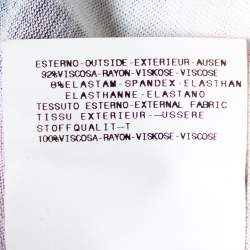 ESTERNO-OUTSIDE-EXTERIEUR-AUSEN
92%VISCOSA-RAYON-VISKOSE-VISCOSE
8%ELASTAM-SPANDEX-ELASTHAN
ELASTHANNE-ELASTANO
TESSUTO ESTERNO-EXTERNAL FABRIC
TISSU EXTERIEUR-—USSERE
STOFFQUALIT—T
100%VISCOSA-RAYON-VISKOSE-VISCOSE